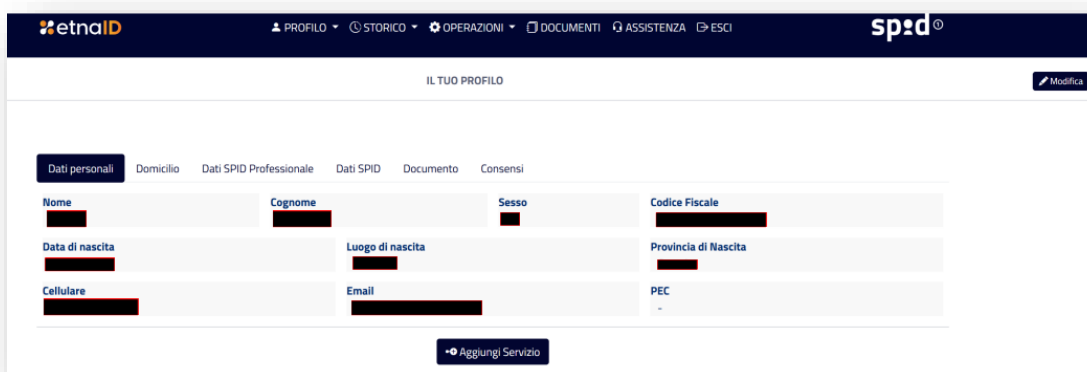 etnaID PROFILO STORICO OPERAZIONI DOCUMENTI ASSISTENZA ESCI spid
IL TUO PROFILO Modifica
Dati personali Domicilio Dati SPID Professionale Dati SPID Documento Consensi
Nome Cognome Sesso Codice Fiscale
Data di nascita Luogo di nascita Provincia di Nascita
Cellulare Email PEC
-
Aggiungi Servizio